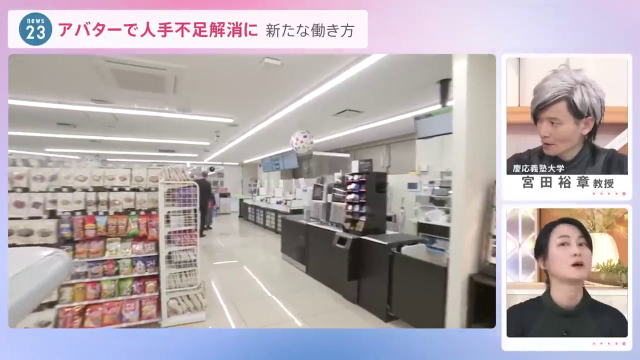 news
23
アバターで人手不足解消に 新たな働き方
慶応義塾大学
宮田裕章 教授